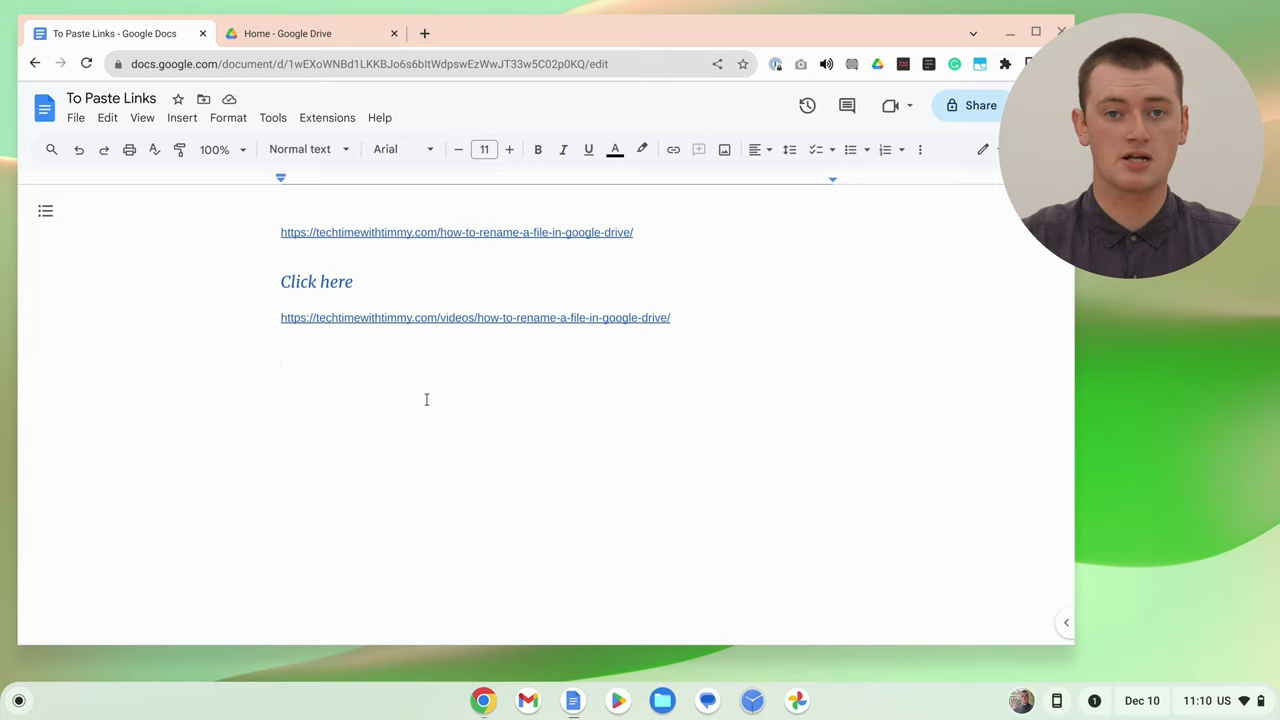 To Paste Links - Google Docs
Home - Google Drive
docs.google.com/document/d/1wEXoWNBd1LKKBJo6s6bltWdpswEzWwJT33w5C02p0KQ/edit
To Paste Links
File Edit View Insert Format Tools Extensions Help
Share
100% Normal text Arial 11 B I U A
https://techtimewithtimmy.com/how-to-rename-a-file-in-google-drive/
Click here
https://techtimewithtimmy.com/videos/how-to-rename-a-file-in-google-drive/
1 Dec 10 11:10 US